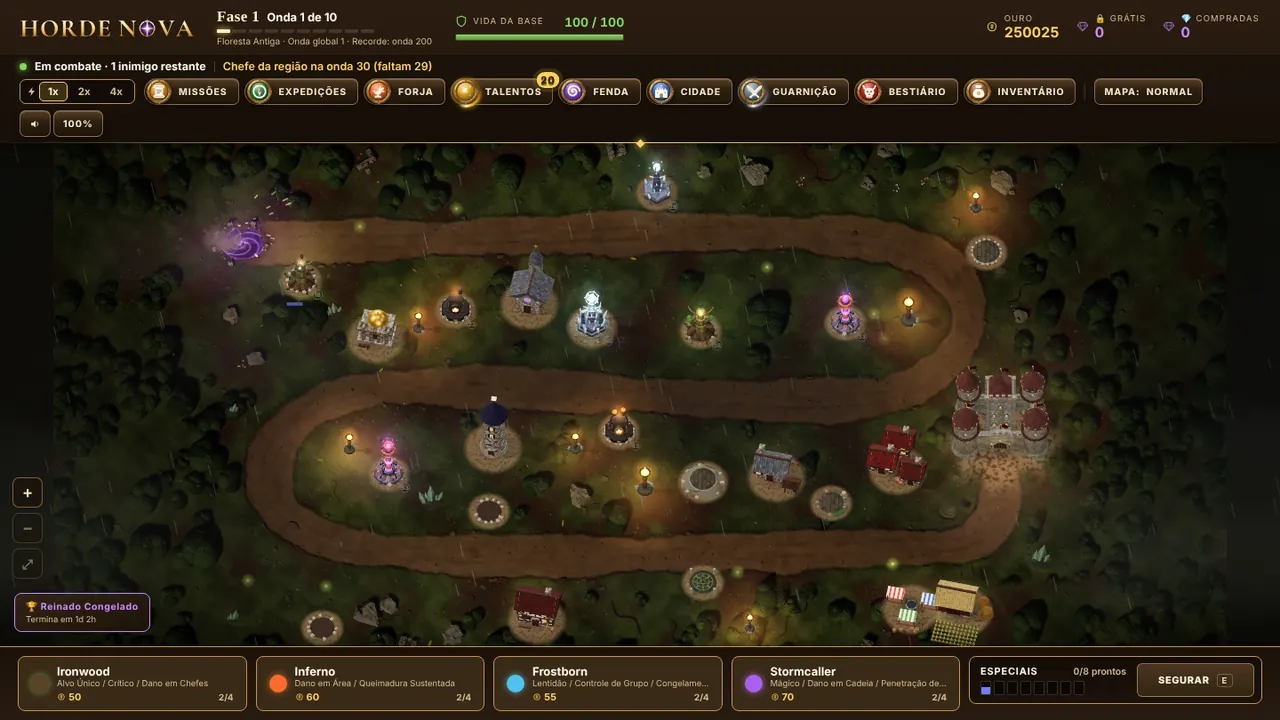 HORDE NOVA
Fase 1 Onda 1 de 10
Floresta Antiga · Onda global 1 · Recorde: onda 200
VIDA DA BASE 100 / 100
OURO
250025
GRÁTIS
0
COMPRADAS
0
Em combate · 1 inimigo restante
Chefe da região na onda 30 (faltam 29)
1x 2x 4x
MISSÕES
EXPEDIÇÕES
FORJA
TALENTOS
20
FENDA
CIDADE
GUARNIÇÃO
BESTIÁRIO
INVENTÁRIO
MAPA: NORMAL
100%
+
−
Reinado Congelado
Termina em 1d 2h
Ironwood
Alvo Único / Crítico / Dano em Chefes
50 2/4
Inferno
Dano em Área / Queimadura Sustentada
60 2/4
Frostborn
Lentidão / Controle de Grupo / Congelame...
55 2/4
Stormcaller
Mágico / Dano em Cadeia / Penetração de...
70 2/4
ESPECIAIS 0/8 prontos
SEGURAR E